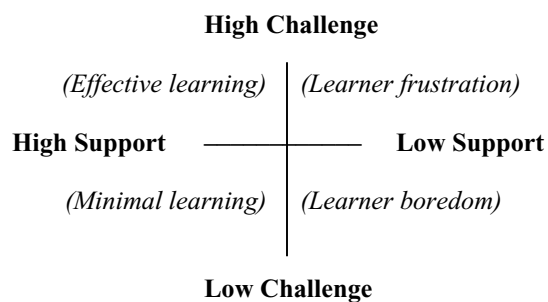 High Challenge
(Effective learning) (Learner frustration)
High Support Low Support
(Minimal learning) (Learner boredom)
Low Challenge